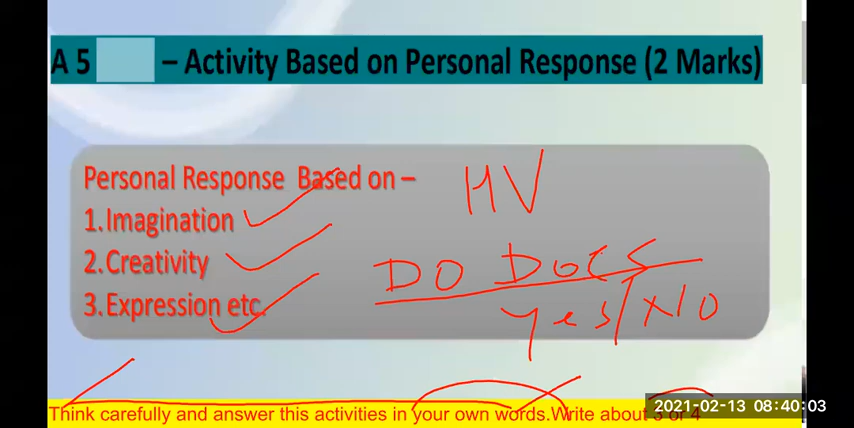 A 5 – Activity Based on Personal Response (2 Marks)
Personal Response Based on –
1.Imagination
2.Creativity
3.Expression etc.
HV
DO DOES
Yes/NO
Think carefully and answer this activities in your own words.Write about 3 or 4
2021-02-13 08:40:03